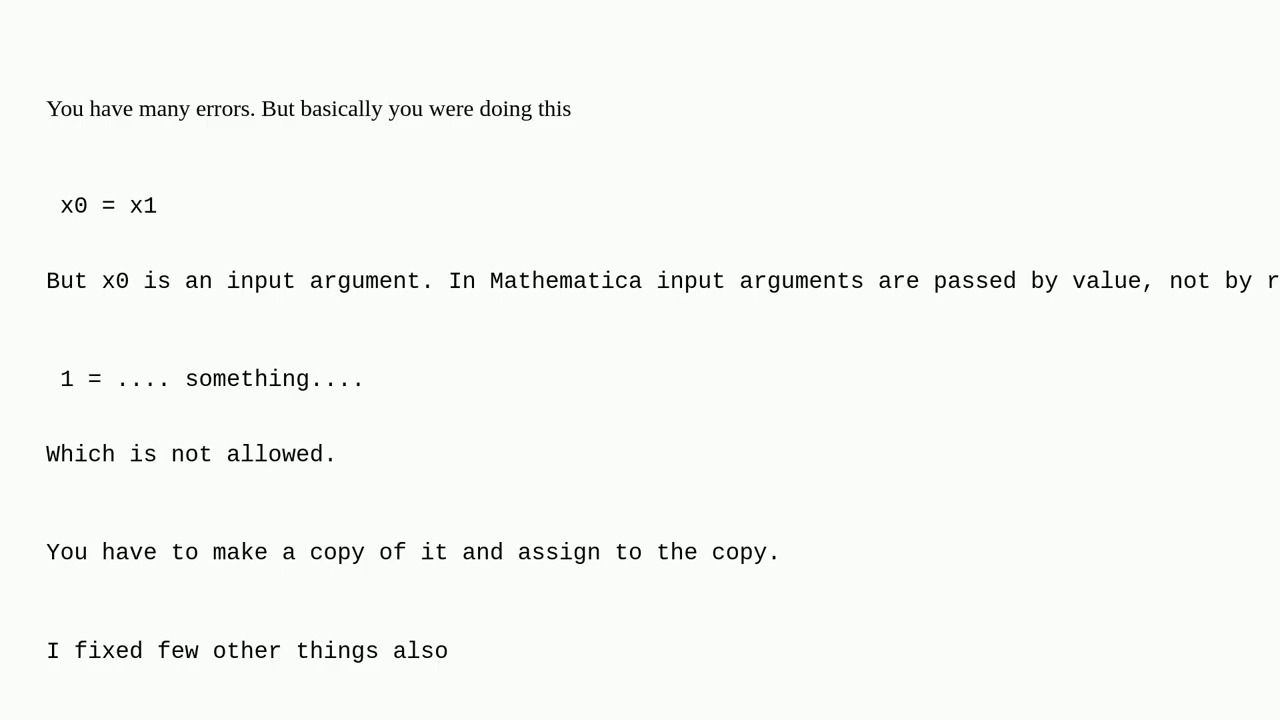 You have many errors. But basically you were doing this
x0 = x1
But x0 is an input argument. In Mathematica input arguments are passed by value, not by
1 = .... something....
Which is not allowed.
You have to make a copy of it and assign to the copy.
I fixed few other things also